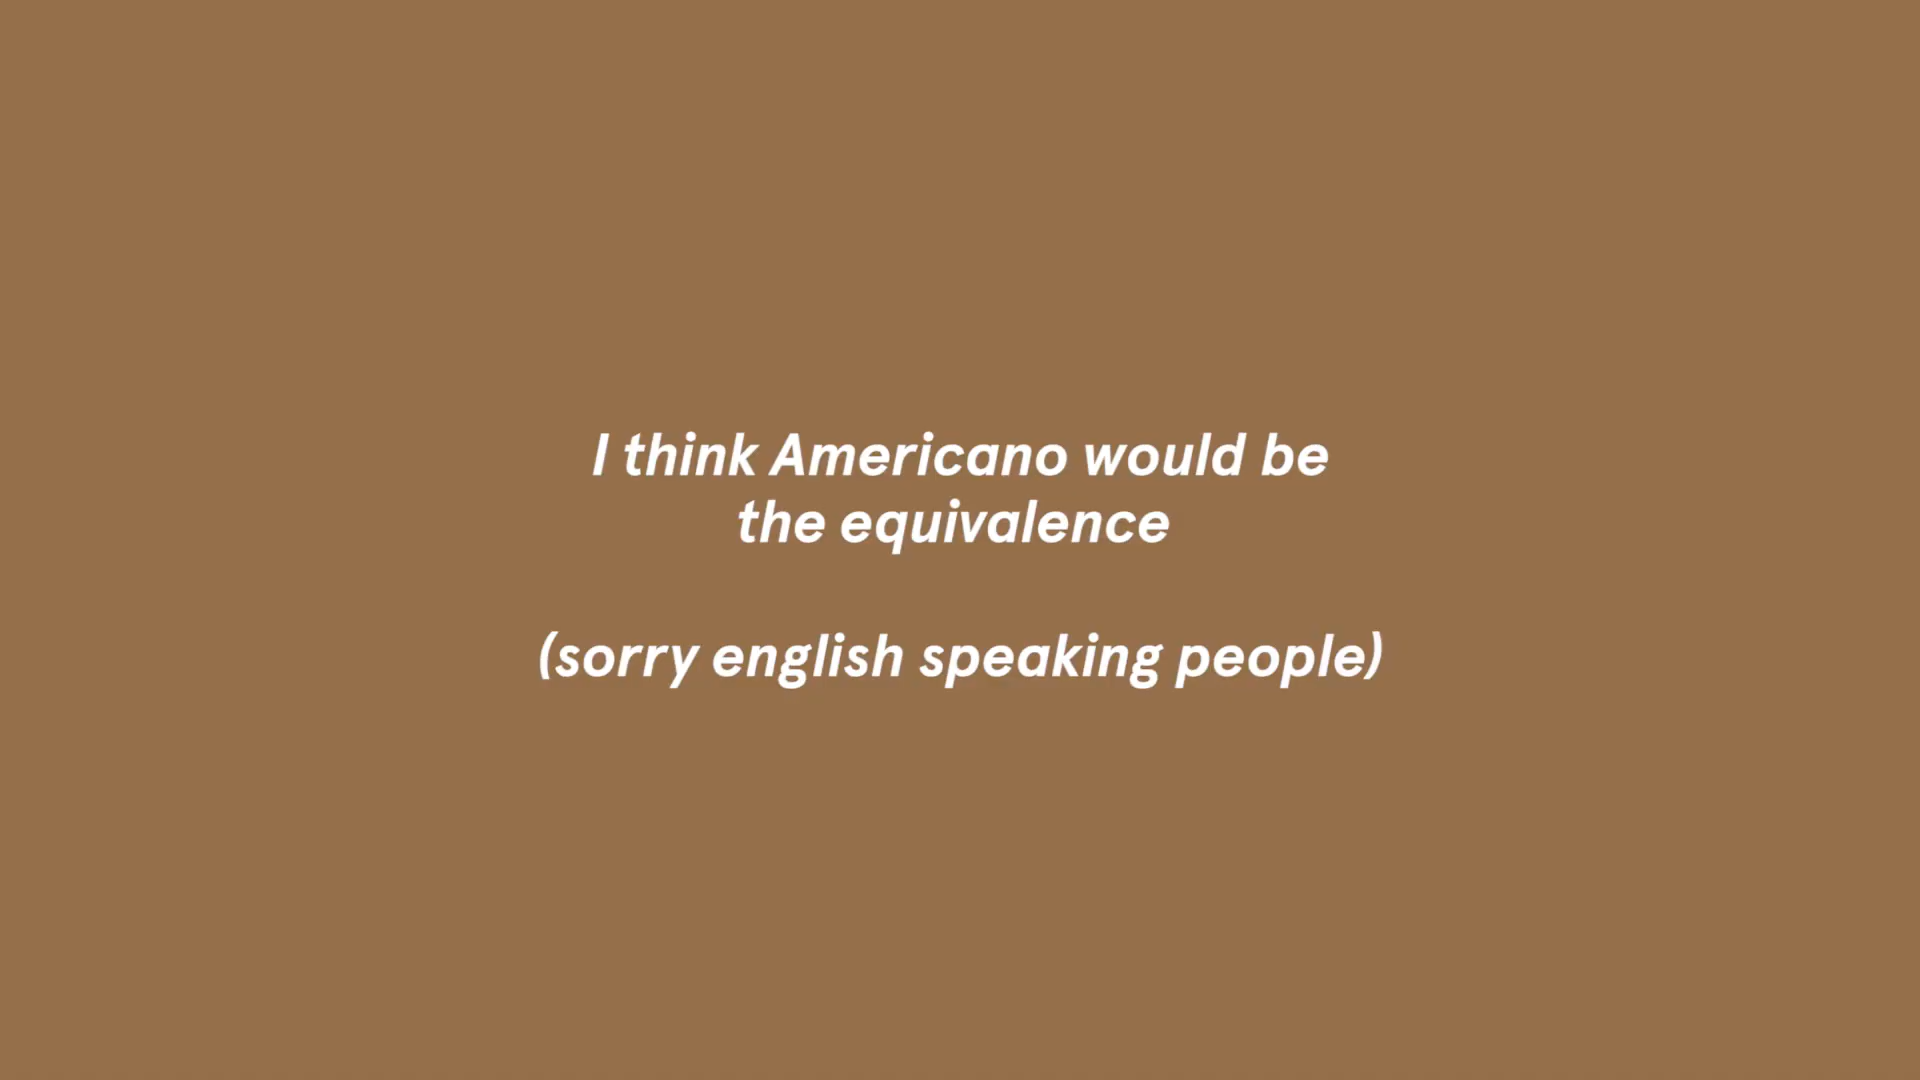 I think Americano would be
the equivalence
(sorry english speaking people)